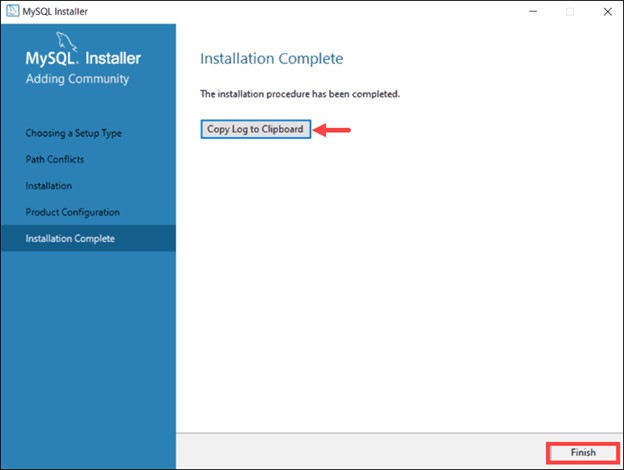 MySQL Installer
MySQL. Installer
Adding Community
Choosing a Setup Type
Path Conflicts
Installation
Product Configuration
Installation Complete
Installation Complete
The installation procedure has been completed.
Copy Log to Clipboard
Finish